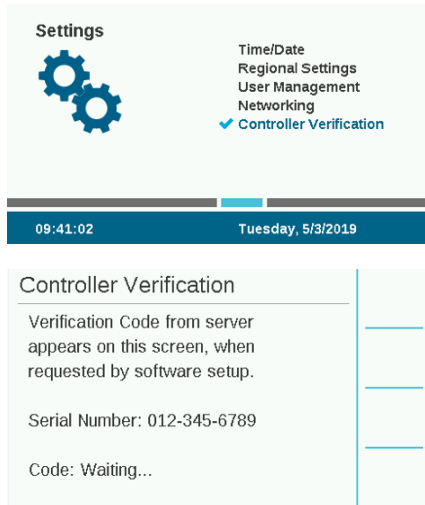 Settings
Time/Date
Regional Settings
User Management
Networking
Controller Verification
09:41:02
Tuesday, 5/3/2019
Controller Verification
Verification Code from server
appears on this screen, when
requested by software setup.
Serial Number: 012-345-6789
Code: Waiting...